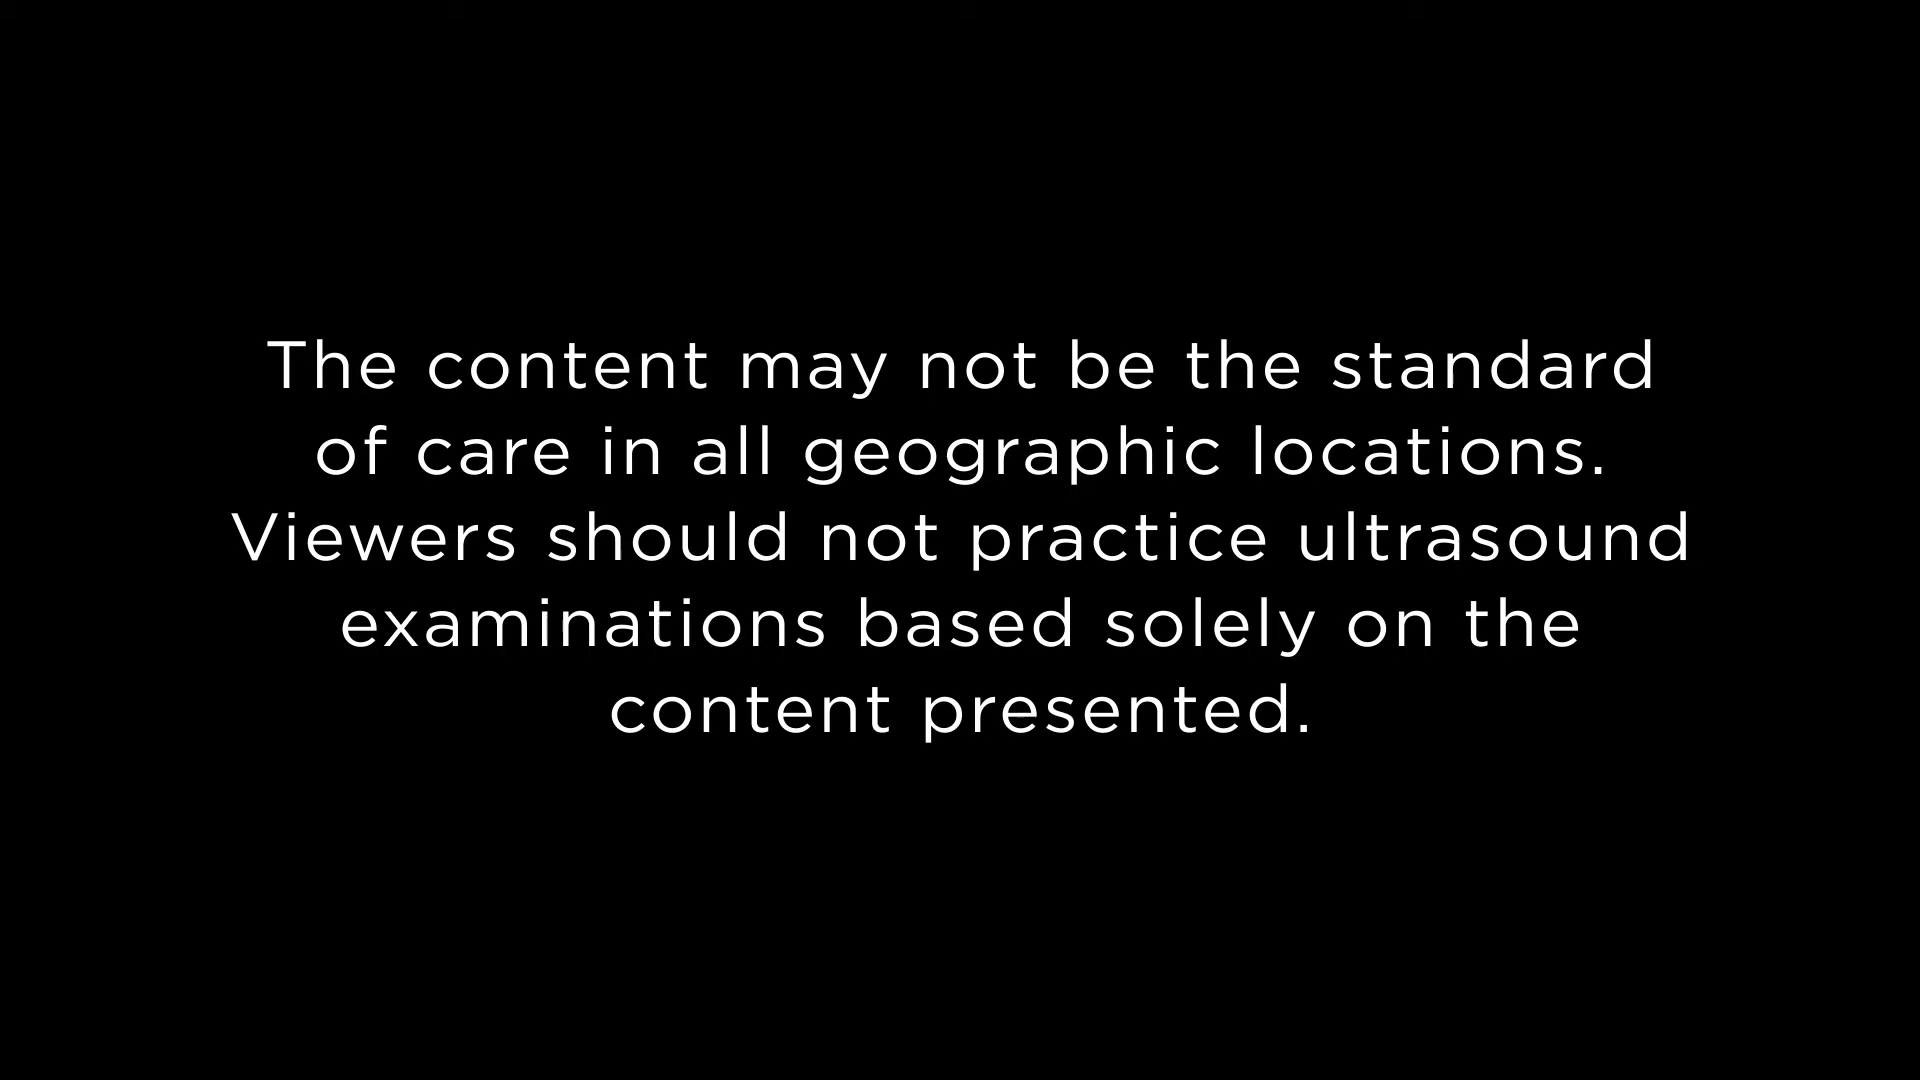 The content may not be the standard
of care in all geographic locations.
Viewers should not practice ultrasound
examinations based solely on the
content presented.